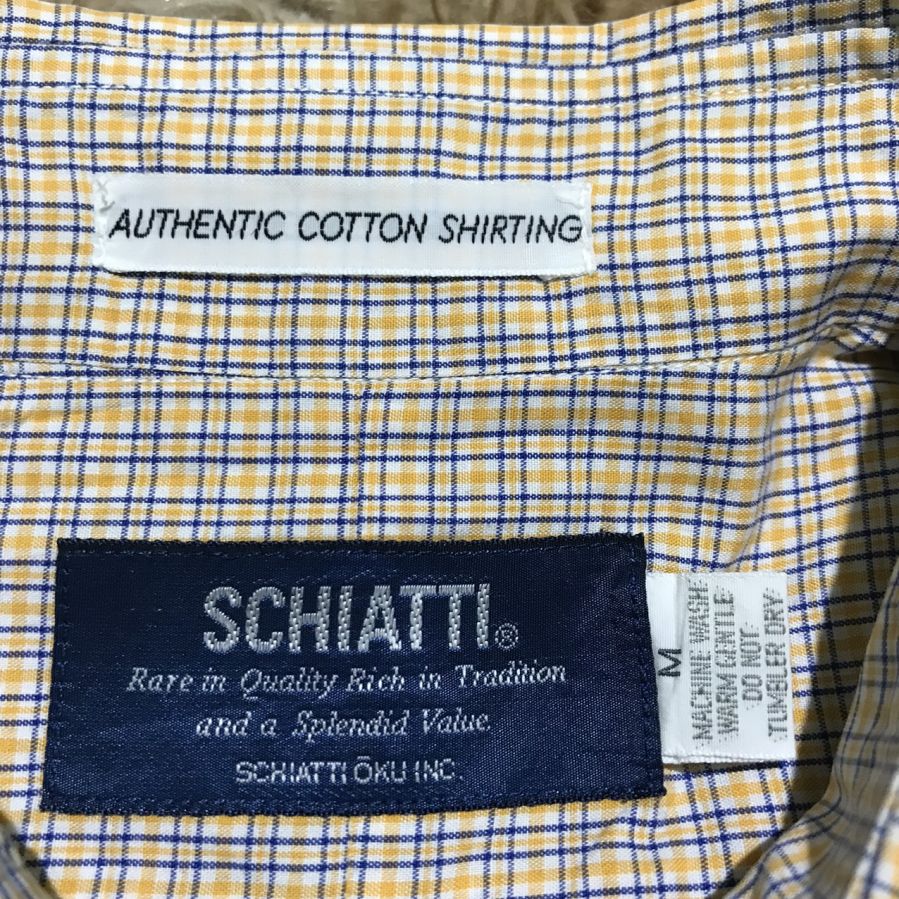 AUTHENTIC COTTON SHIRTING
SCHIATTI®
Rare in Quality Rich in Tradition
and a Splendid Value
SCHIATTI ŌKU INC.
M
MACHINE WASH
WARM GENTLE
DO NOT
TUMBLER DRY